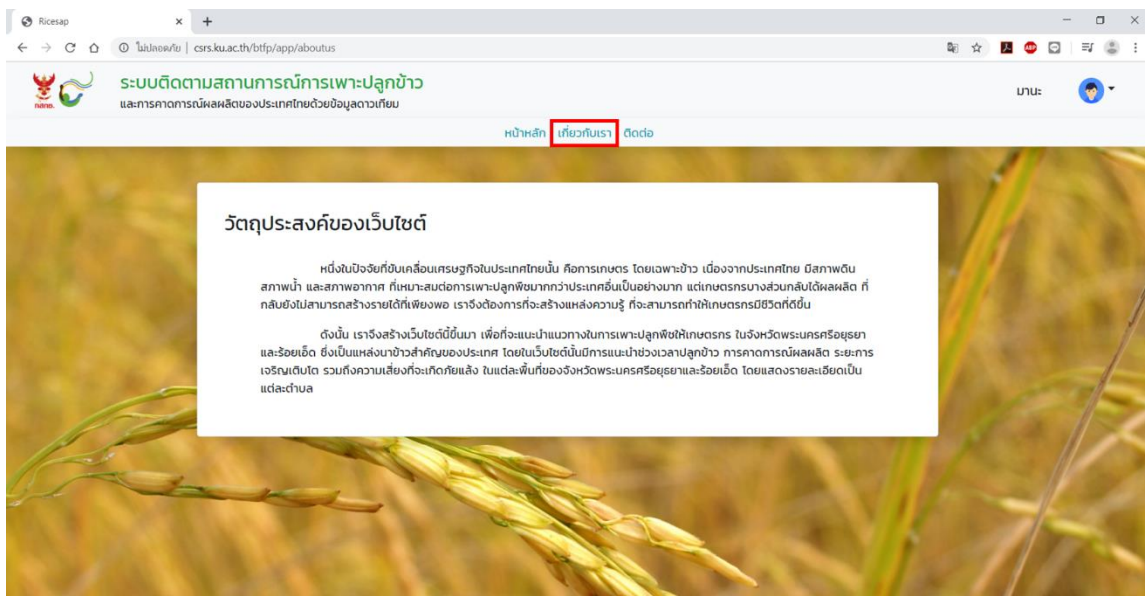 Ricesap
ไม่ปลอดภัย | csrs.ku.ac.th/btfp/app/aboutus
ABP
กสทช.
ระบบติดตามสถานการณ์การเพาะปลูกข้าว
และการคาดการณ์ผลผลิตของประเทศไทยด้วยข้อมูลดาวเทียม
มานะ
หน้าหลัก เกี่ยวกับเรา ติดต่อ
วัตถุประสงค์ของเว็บไซต์
หนึ่งในปัจจัยที่ขับเคลื่อนเศรษฐกิจในประเทศไทยนั้น คือการเกษตร โดยเฉพาะข้าว เนื่องจากประเทศไทย มีสภาพดิน
สภาพน้ำ และสภาพอากาศ ที่เหมาะสมต่อการเพาะปลูกพืชมากกว่าประเทศอื่นเป็นอย่างมาก แต่เกษตรกรบางส่วนกลับได้ผลผลิต ที่
กลับยังไม่สามารถสร้างรายได้ที่เพียงพอ เราจึงต้องการที่จะสร้างแหล่งความรู้ ที่จะสามารถทำให้เกษตรกรมีชีวิตที่ดีขึ้น
ดังนั้น เราจึงสร้างเว็บไซต์นี้ขึ้นมา เพื่อที่จะแนะนำแนวทางในการเพาะปลูกพืชให้เกษตรกร ในจังหวัดพระนครศรีอยุธยา
และร้อยเอ็ด ซึ่งเป็นแหล่งนาข้าวสำคัญของประเทศ โดยในเว็บไซต์นั้นมีการแนะนำช่วงเวลาปลูกข้าว การคาดการณ์ผลผลิต ระยะการ
เจริญเติบโต รวมถึงความเสี่ยงที่จะเกิดภัยแล้ง ในแต่ละพื้นที่ของจังหวัดพระนครศรีอยุธยาและร้อยเอ็ด โดยแสดงรายละเอียดเป็น
แต่ละตำบล